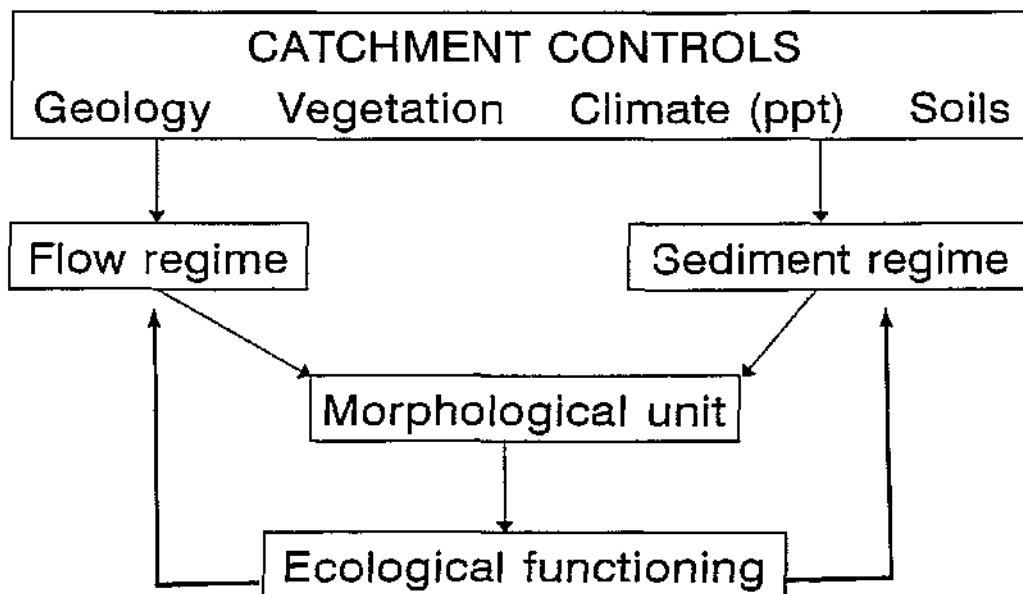 CATCHMENT CONTROLS
Geology Vegetation Climate (ppt) Soils
Flow regime Sediment regime
Morphological unit
Ecological functioning